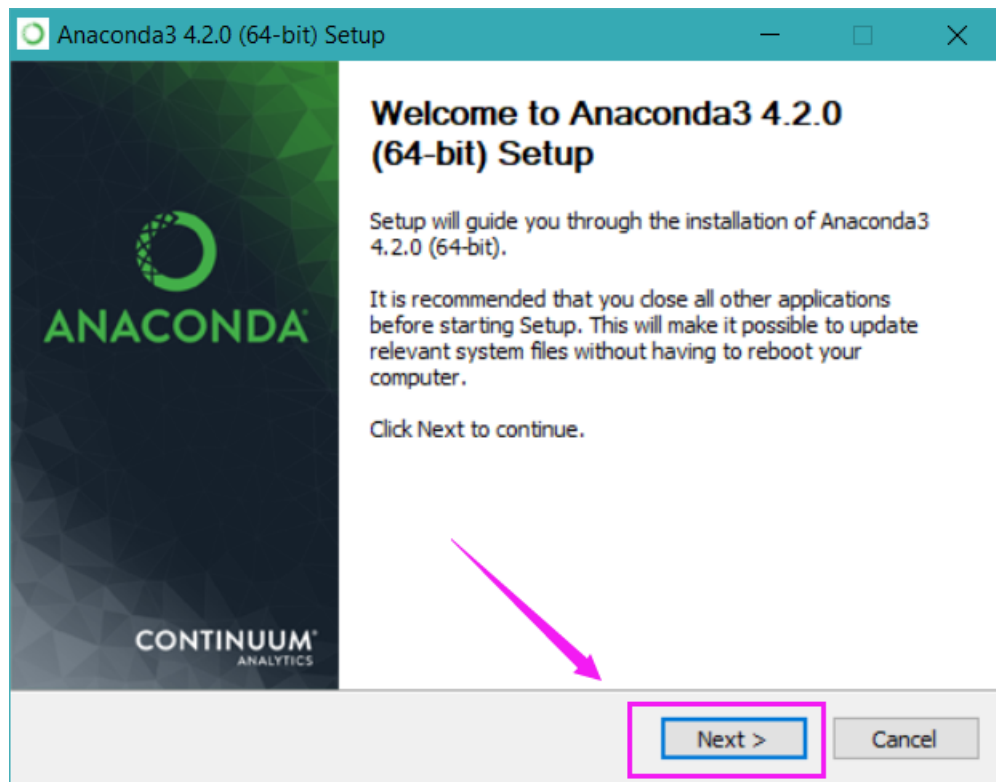 Anaconda3 4.2.0 (64-bit) Setup
Welcome to Anaconda3 4.2.0
(64-bit) Setup
Setup will guide you through the installation of Anaconda3
4.2.0 (64-bit).
It is recommended that you close all other applications
before starting Setup. This will make it possible to update
relevant system files without having to reboot your
computer.
Click Next to continue.
ANACONDA
CONTINUUM
ANALYTICS
Next >
Cancel